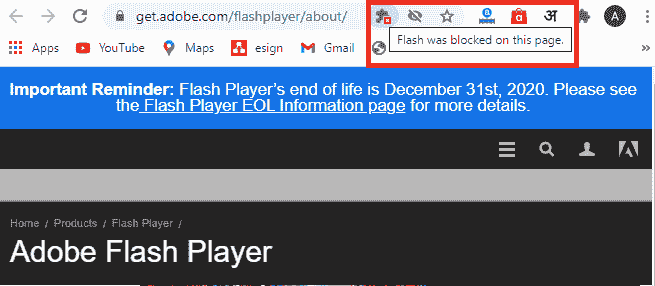 get.adobe.com/flashplayer/about/
अ
A
Flash was blocked on this page.
Apps YouTube Maps esign Gmail
Important Reminder: Flash Player's end of life is December 31st, 2020. Please see
the Flash Player EOL Information page for more details.
Home / Products / Flash Player /
Adobe Flash Player